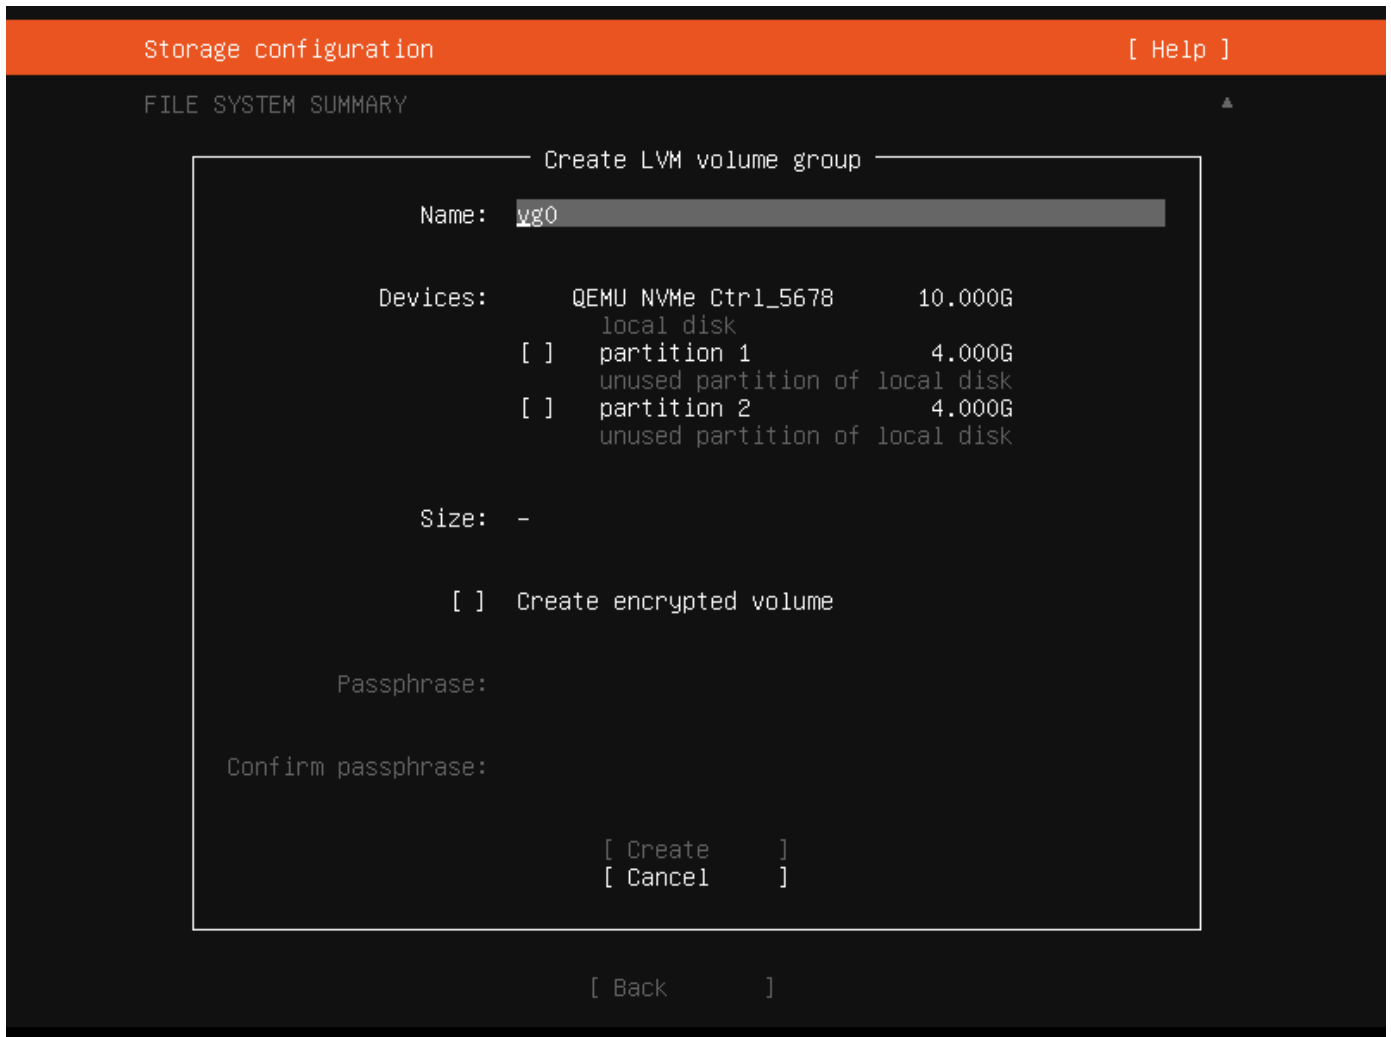 Storage configuration [ Help ]
FILE SYSTEM SUMMARY ▲
Create LVM volume group
Name: vg0
Devices: QEMU NVMe Ctrl_5678 10.000G
local disk
[ ] partition 1 4.000G
unused partition of local disk
[ ] partition 2 4.000G
unused partition of local disk
Size: -
[ ] Create encrypted volume
Passphrase:
Confirm passphrase:
[ Create ]
[ Cancel ]
[ Back ]